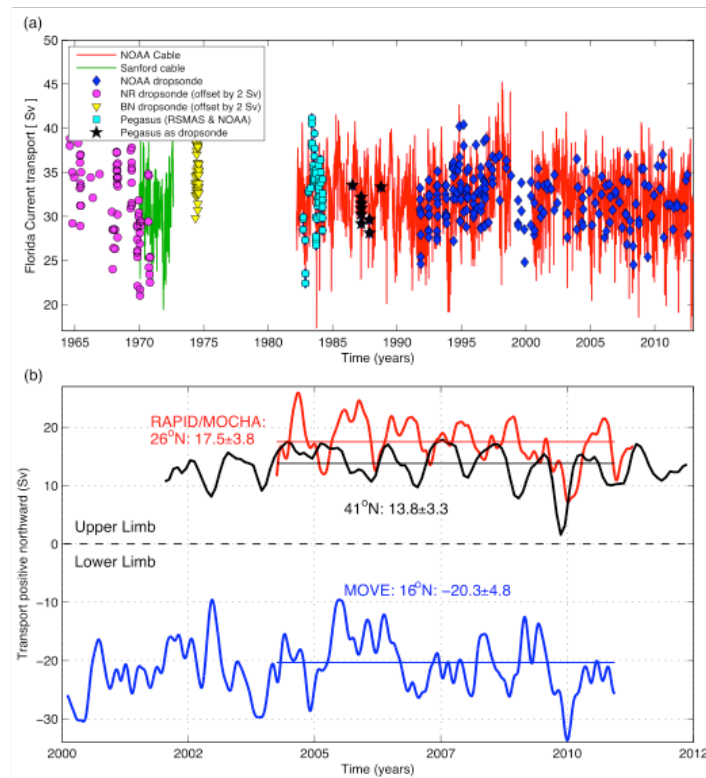 (a)
50
45
40
35
30
25
20
Florida Current transport [ Sv ]
NOAA Cable
Sanford cable
NOAA dropsonde
NR dropsonde (offset by 2 Sv)
BN dropsonde (offset by 2 Sv)
Pegasus (RSMAS & NOAA)
Pegasus as dropsonde
1965 1970 1975 1980 1985 1990 1995 2000 2005 2010
Time (years)
(b)
20
10
0
−10
−20
−30
Transport positive northward (Sv)
RAPID/MOCHA:
26°N: 17.5±3.8
41°N: 13.8±3.3
Upper Limb
Lower Limb
MOVE: 16°N: −20.3±4.8
2000 2002 2005 2007 2010 2012
Time (years)